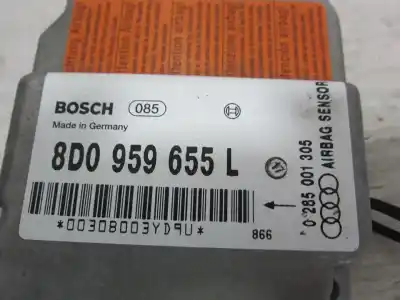 BOSCH 085
Made in Germany
8D0 959 655 L
*00308003YD9U*
866
0 285 001 305
AIRBAG SENSOR